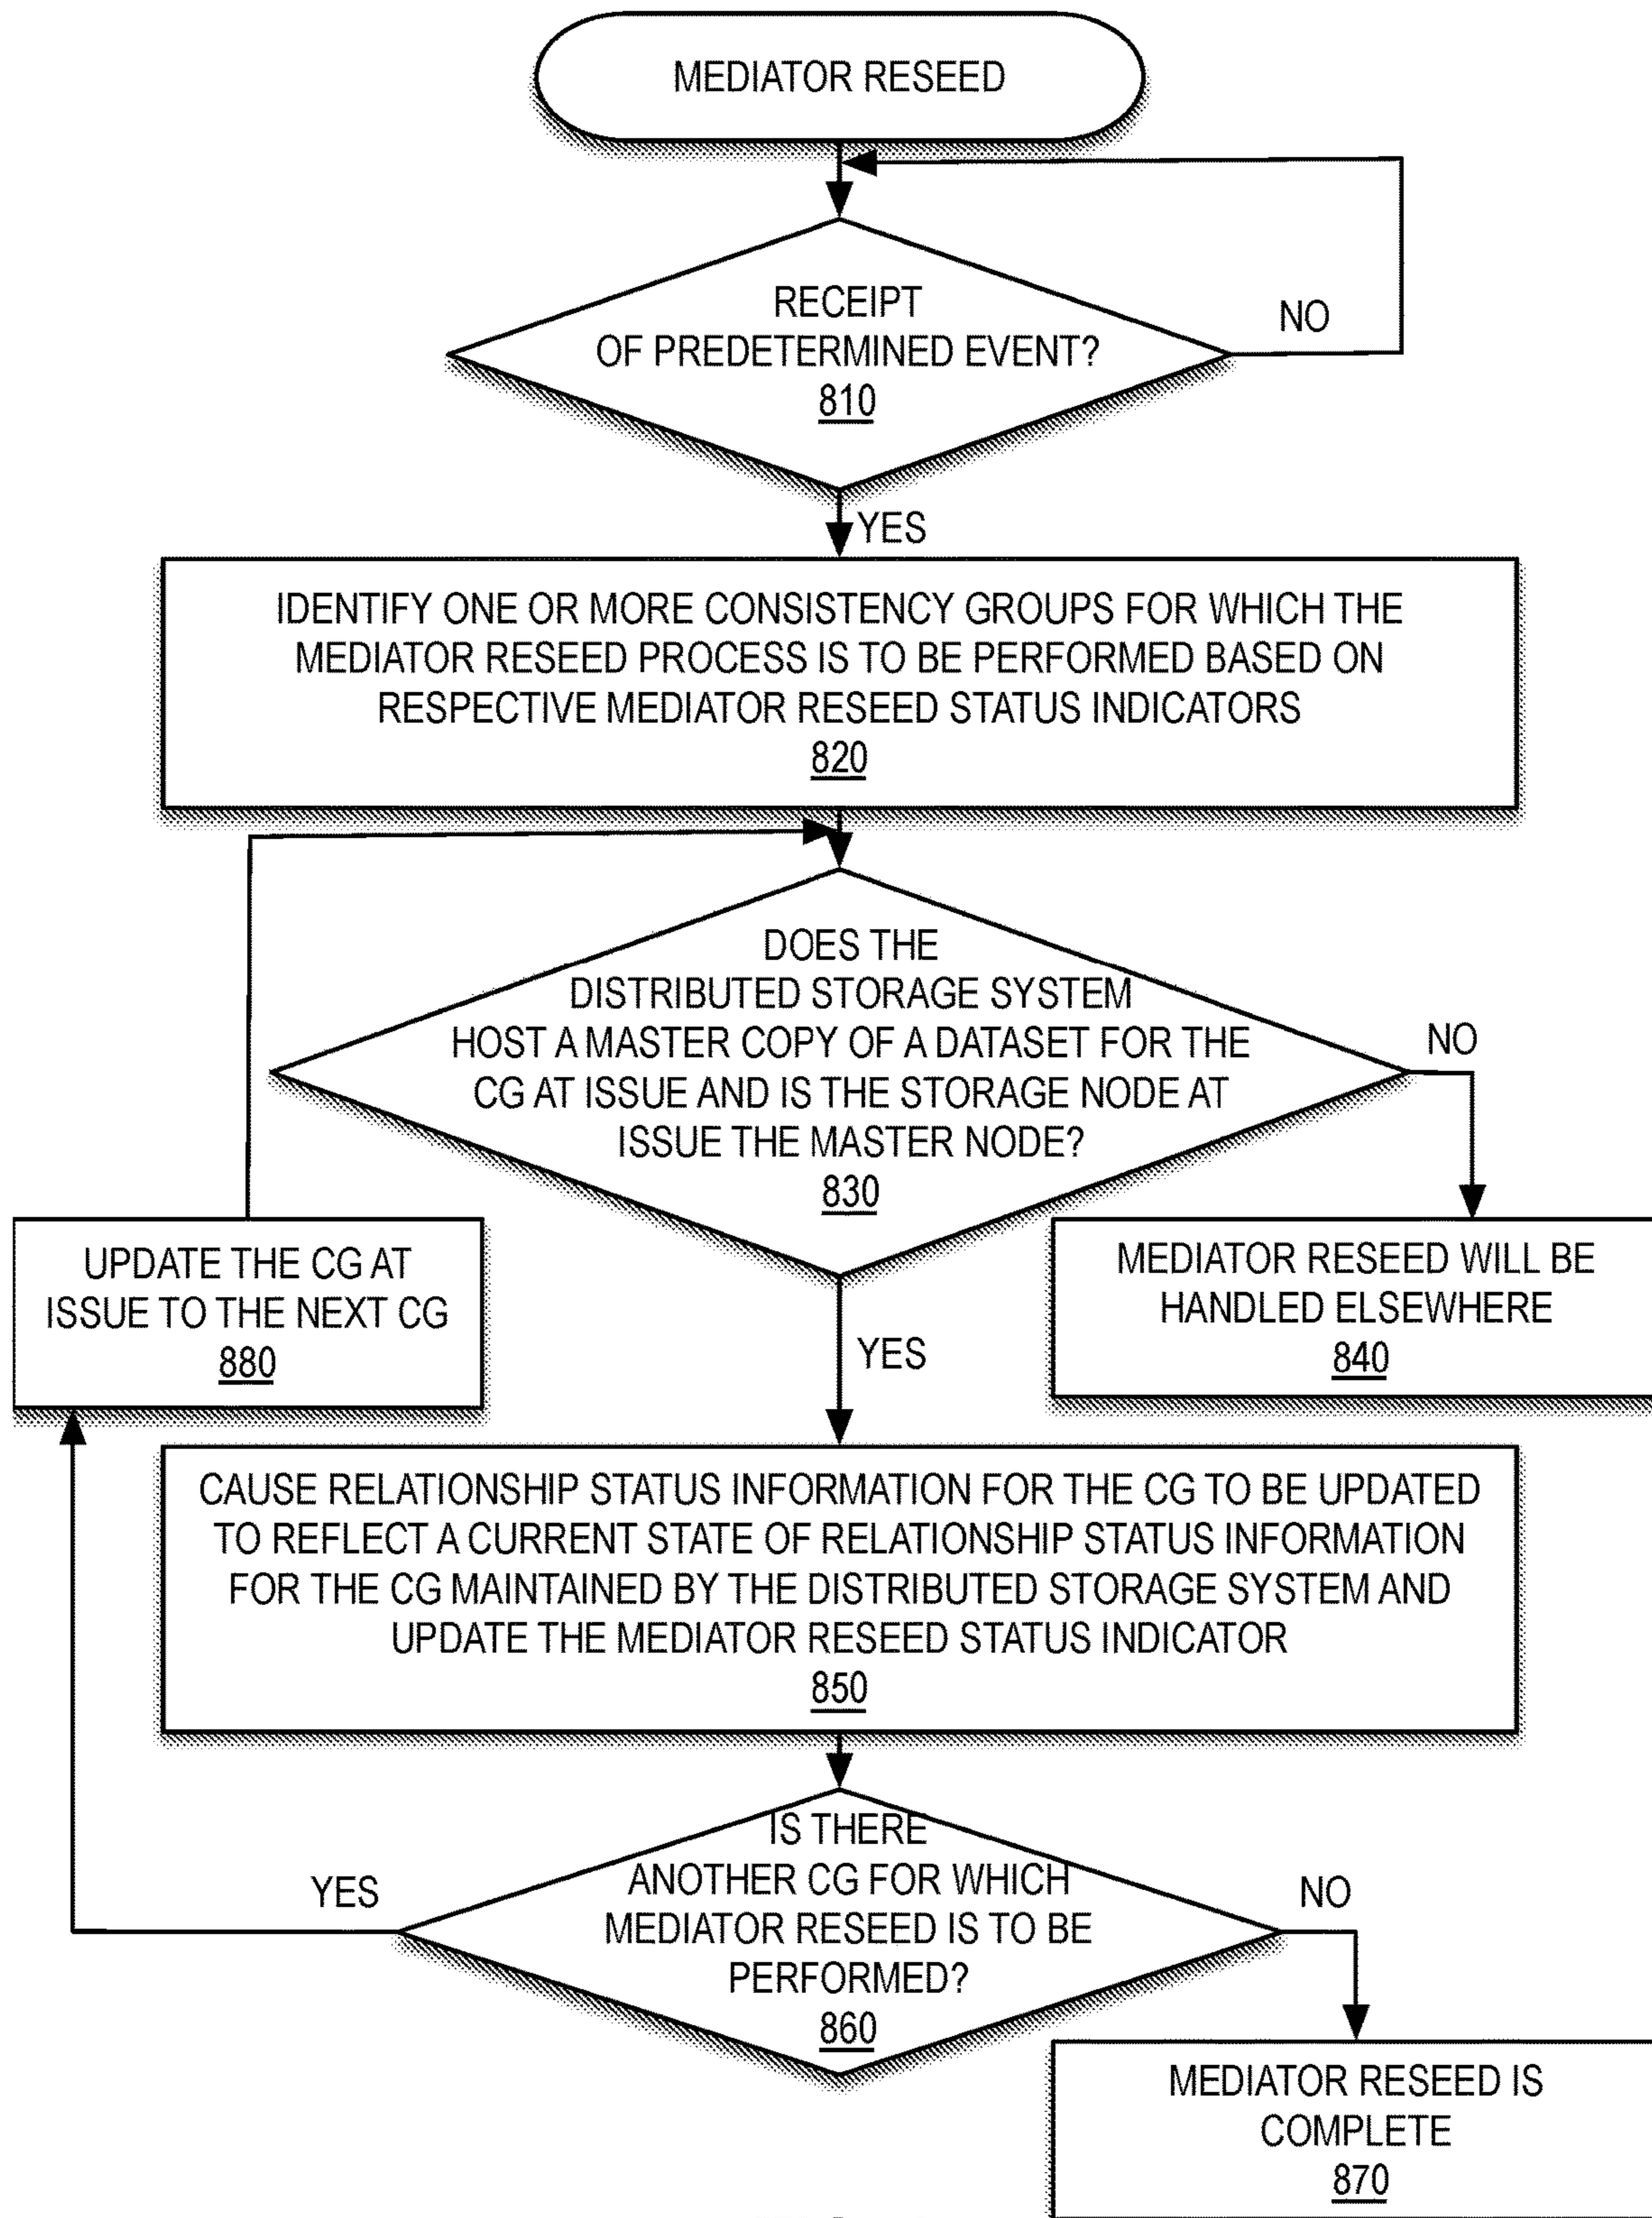 MEDIATOR RESEED
RECEIPT
OF PREDETERMINED EVENT?
810
NO
YES
IDENTIFY ONE OR MORE CONSISTENCY GROUPS FOR WHICH THE
MEDIATOR RESEED PROCESS IS TO BE PERFORMED BASED ON
RESPECTIVE MEDIATOR RESEED STATUS INDICATORS
820
DOES THE
DISTRIBUTED STORAGE SYSTEM
HOST A MASTER COPY OF A DATASET FOR THE
CG AT ISSUE AND IS THE STORAGE NODE AT
ISSUE THE MASTER NODE?
830
NO
MEDIATOR RESEED WILL BE
HANDLED ELSEWHERE
840
UPDATE THE CG AT
ISSUE TO THE NEXT CG
880
YES
CAUSE RELATIONSHIP STATUS INFORMATION FOR THE CG TO BE UPDATED
TO REFLECT A CURRENT STATE OF RELATIONSHIP STATUS INFORMATION
FOR THE CG MAINTAINED BY THE DISTRIBUTED STORAGE SYSTEM AND
UPDATE THE MEDIATOR RESEED STATUS INDICATOR
850
IS THERE
ANOTHER CG FOR WHICH
MEDIATOR RESEED IS TO BE
PERFORMED?
860
YES
NO
MEDIATOR RESEED IS
COMPLETE
870